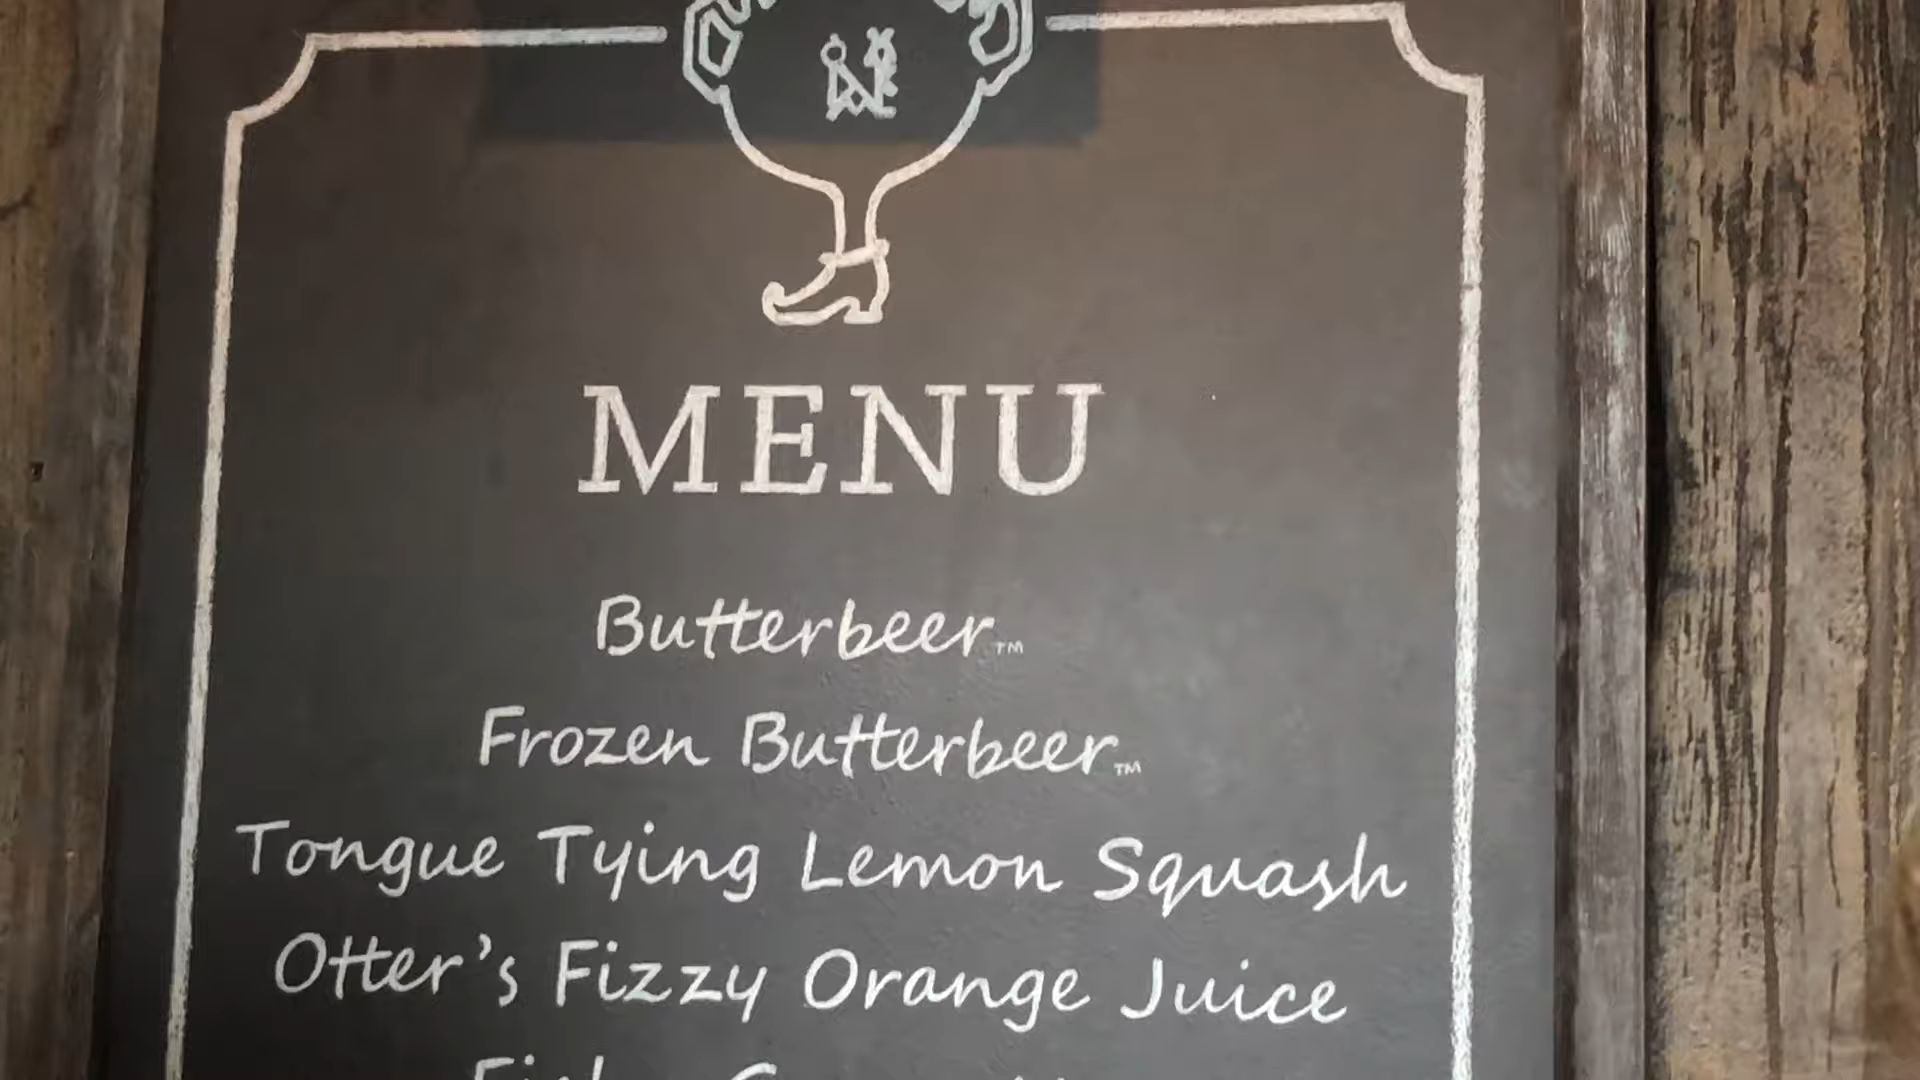 MENU
Butterbeer™
Frozen Butterbeer™
Tongue Tying Lemon Squash
Otter's Fizzy Orange Juice